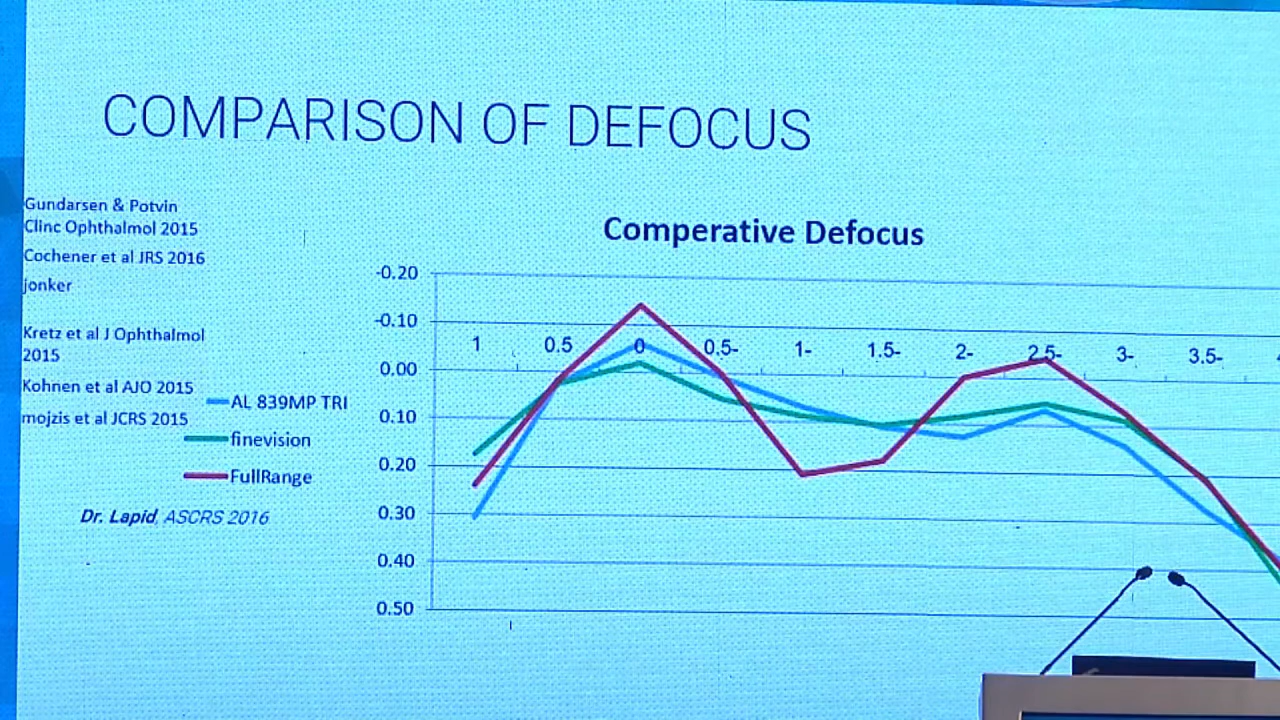 COMPARISON OF DEFOCUS
Gundarsen & Potvin
Clinc Ophthalmol 2015
Cochener et al JRS 2016
jonker
Kretz et al J Ophthalmol
2015
Kohnen et al AJO 2015
mojzis et al JCRS 2015
AL 839MP TRI
finevision
FullRange
Dr. Lapid, ASCRS 2016
Comperative Defocus
-0.20
-0.10
1 0.5 0 0.5- 1- 1.5- 2- 2.5- 3- 3.5-
0.00
0.10
0.20
0.30
0.40
0.50